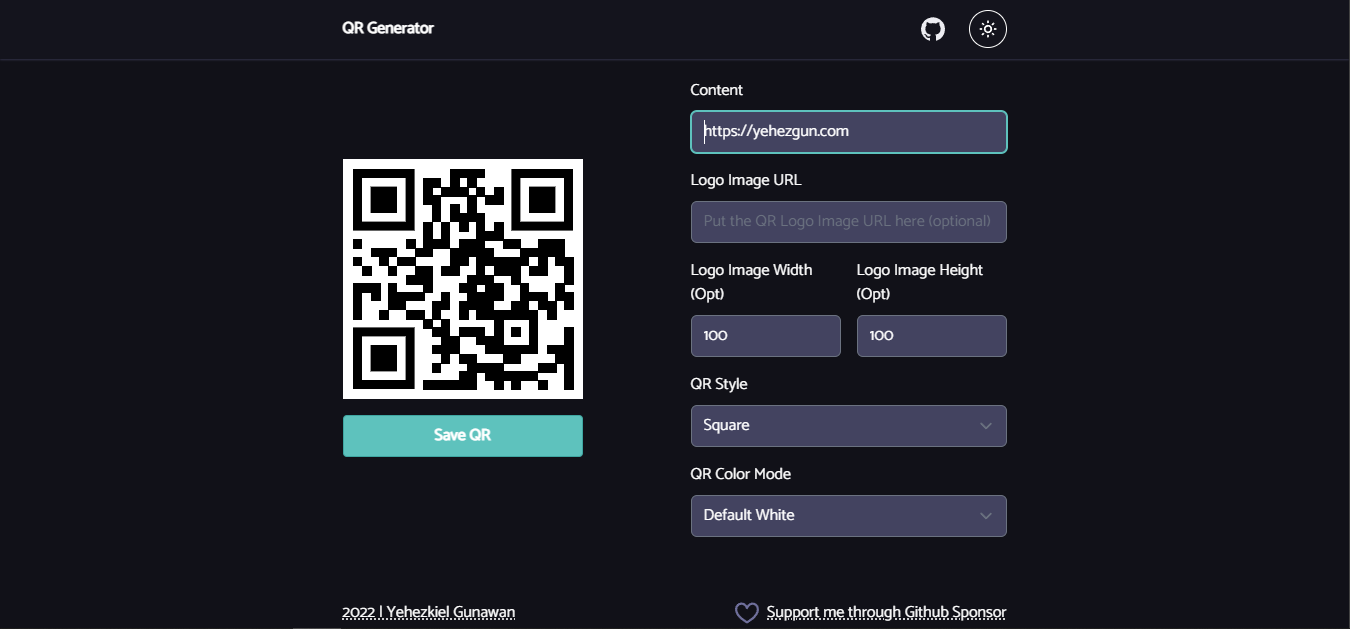 QR Generator
Content
https://yehezgun.com
Logo Image URL
Put the QR Logo Image URL here (optional)
Logo Image Width (Opt)
100
Logo Image Height (Opt)
100
QR Style
Square
QR Color Mode
Default White
Save QR
2022 | Yehezkiel Gunawan
Support me through Github Sponsor